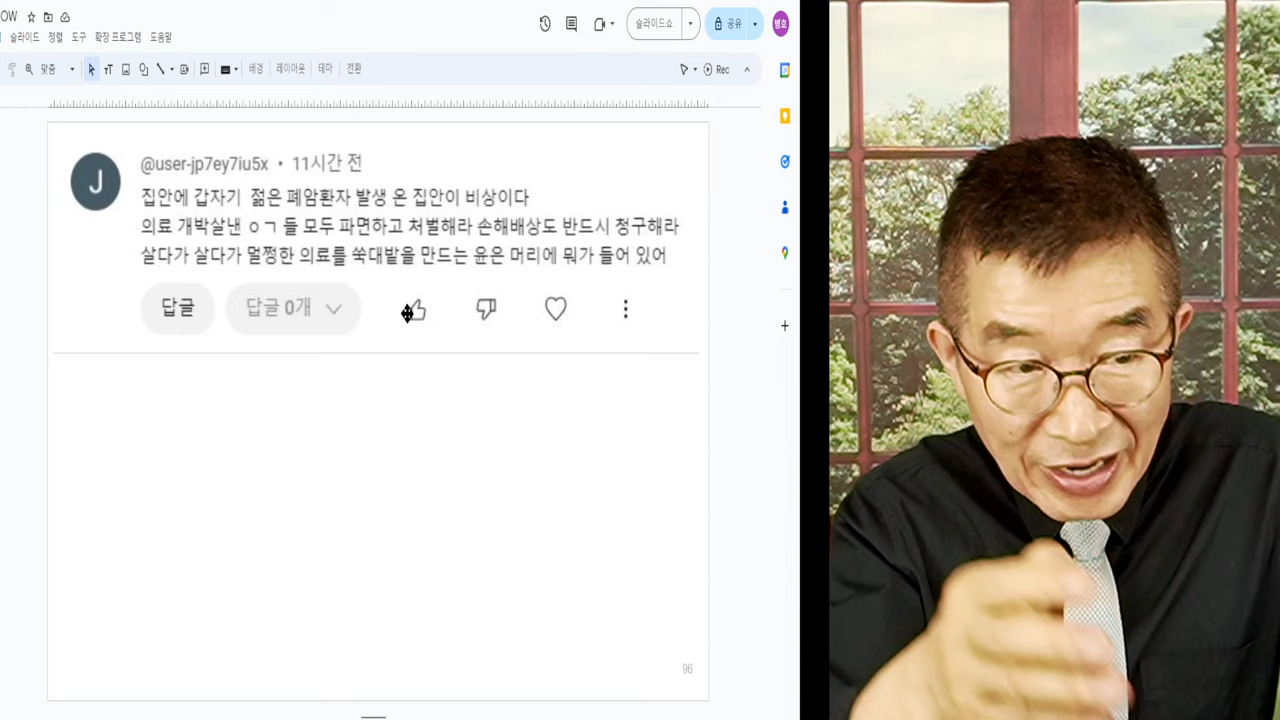 OW
슬라이드 정렬 도구 확장 프로그램 도움말
슬라이드쇼
공유
병호
맞춤
배경 레이아웃 테마 전환
Rec
J
@user-jp7ey7iu5x • 11시간 전
집안에 갑자기 젊은 폐암환자 발생 온 집안이 비상이다
의료 개박살낸 ㅇㄱ 들 모두 파면하고 처벌해라 손해배상도 반드시 청구해라
살다가 살다가 멀쩡한 의료를 쑥대밭을 만드는 윤은 머리에 뭐가 들어 있어
답글 답글 0개
96